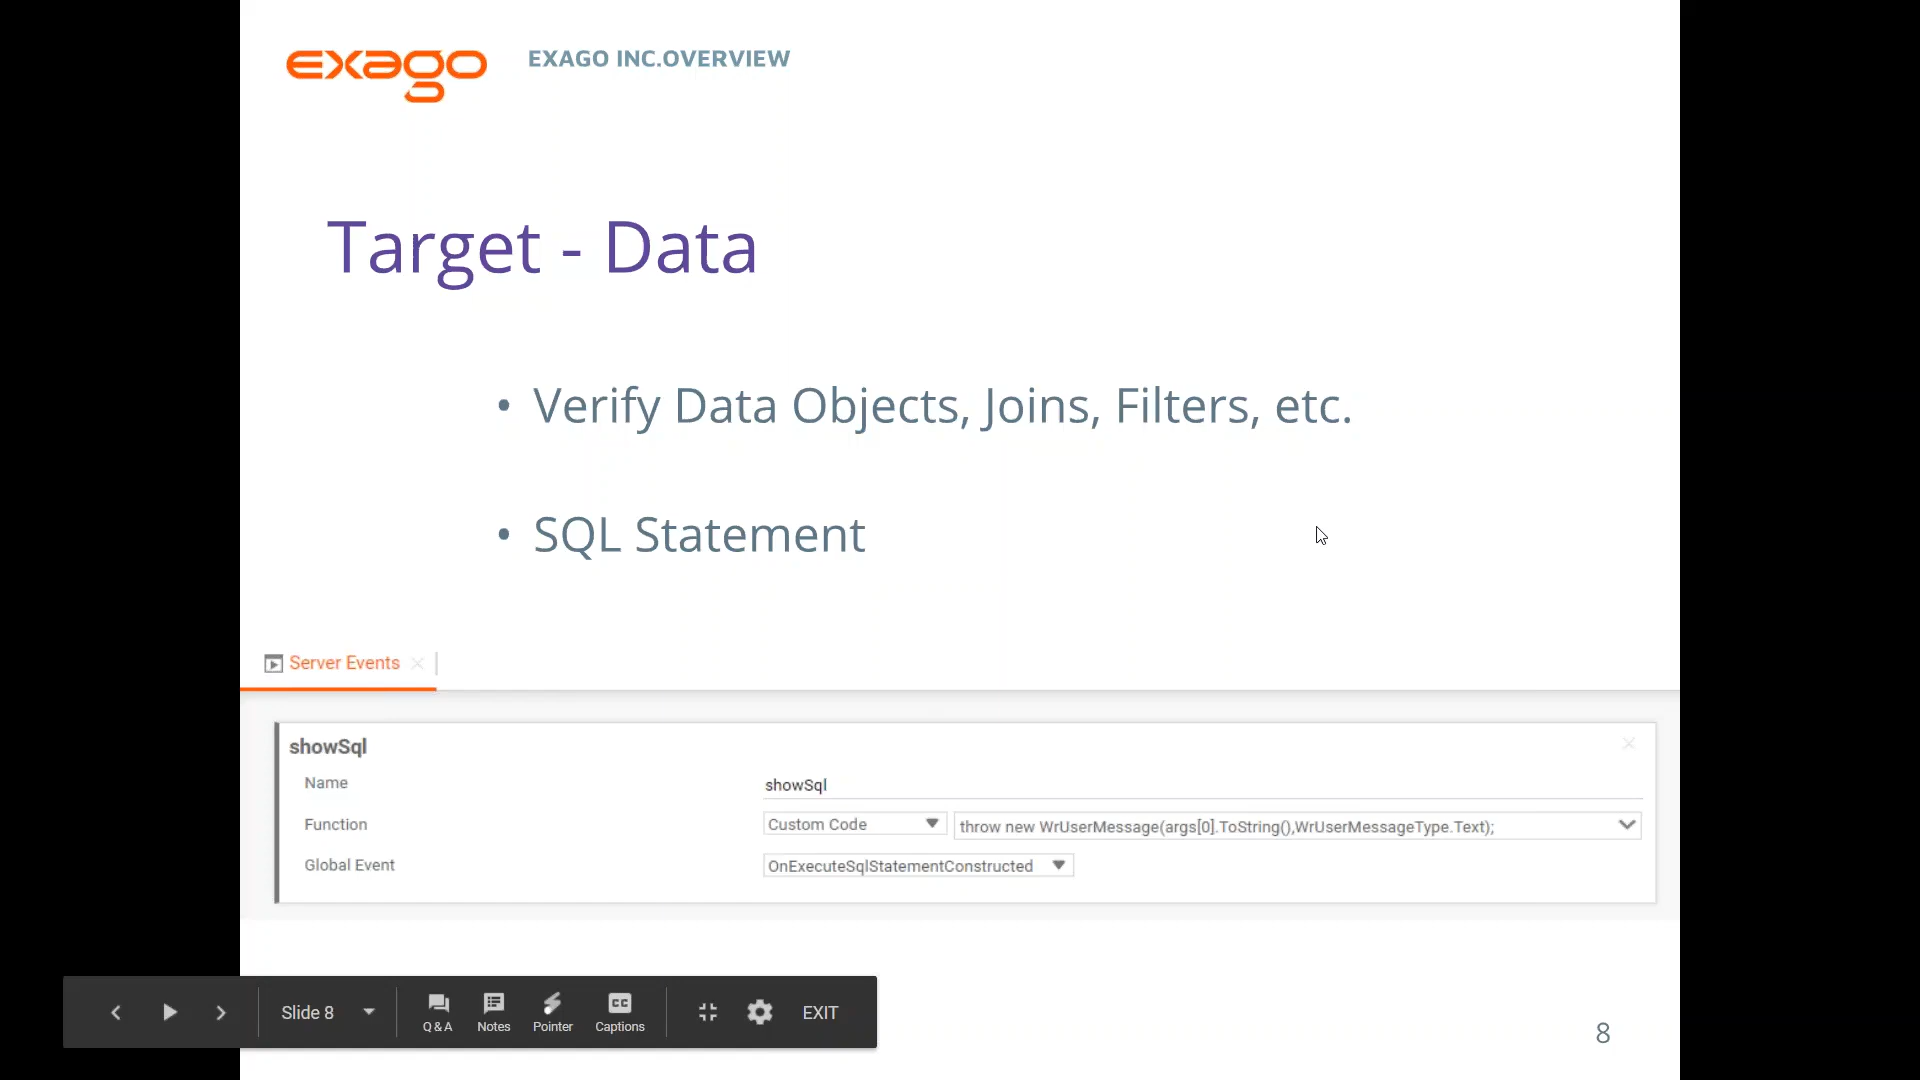 exago
EXAGO INC.OVERVIEW
Target - Data
• Verify Data Objects, Joins, Filters, etc.
• SQL Statement
Server Events
showSql
Name showSql
Function Custom Code throw new WrUserMessage(args[0].ToString(),WrUserMessageType.Text);
Global Event OnExecuteSqlStatementConstructed
Slide 8 Q & A Notes Pointer CC Captions EXIT
8